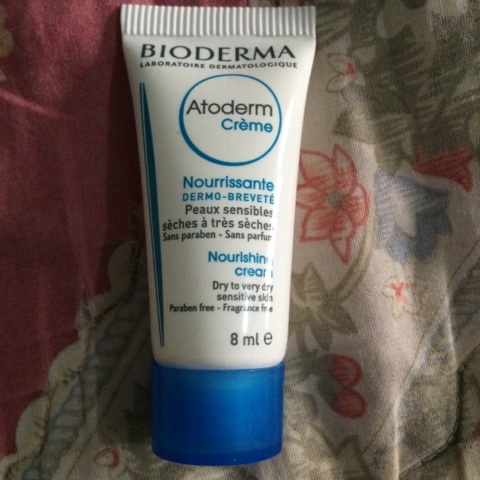 BIODERMA
LABORATOIRE DERMATOLOGIQUE
Atoderm
Crème
Nourrissante
DERMO-BREVETÉ
Peaux sensibles
sèches à très sèches
Sans paraben - Sans parfum
Nourishing
cream
Dry to very dry
sensitive skin
Paraben free - Fragrance free
8 ml e